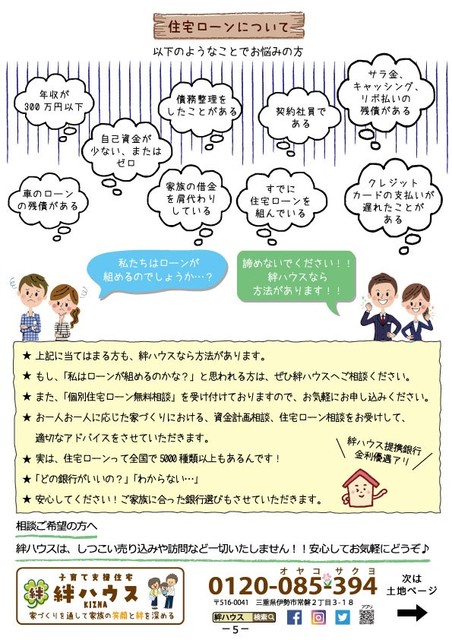 住宅ローンについて
以下のようなことでお悩みの方
年収が
300万円以下
債務整理を
したことがある
契約社員で
ある
サラ金、
キャッシング、
リボ払いの
残債がある
自己資金が
少ない、または
ゼロ
車のローン
の残債がある
家族の借金
を肩代わり
している
すでに
住宅ローンを
組んでいる
クレジット
カードの支払いが
遅れたことが
ある
私たちはローンが
組めるのでしょうか…?
諦めないでください!!
絆ハウスなら
方法があります!!
★ 上記に当てはまる方も、絆ハウスなら方法があります。
★ もし、「私はローンが組めるのかな?」と思われる方は、ぜひ絆ハウスへご相談ください。
★ また、「個別住宅ローン無料相談」を受け付けておりますので、お気軽にお申し込みください。
★ お一人お一人に応じた家づくりにおける、資金計画相談、住宅ローン相談をお受けして、
適切なアドバイスをさせていただきます。
★ 実は、住宅ローンって全国で5000種類以上もあるんです!
★「どの銀行がいいの?」「わからない…」
★ 安心してください!ご家族に合った銀行選びもさせていただきます。
絆ハウス提携銀行
金利優遇アリ
相談ご希望の方へ
絆ハウスは、しつこい売り込みや訪問など一切いたしません!!安心してお気軽にどうぞ♪
子育て支援住宅
絆 絆ハウス
KIZNA
家づくりを通して家族の笑顔と絆を深める
オヤコ サクヨ
0120-085-394
〒516-0041 三重県伊勢市常磐2丁目3-18
絆ハウス 検索
アプリ
次は
土地ページ
-5-